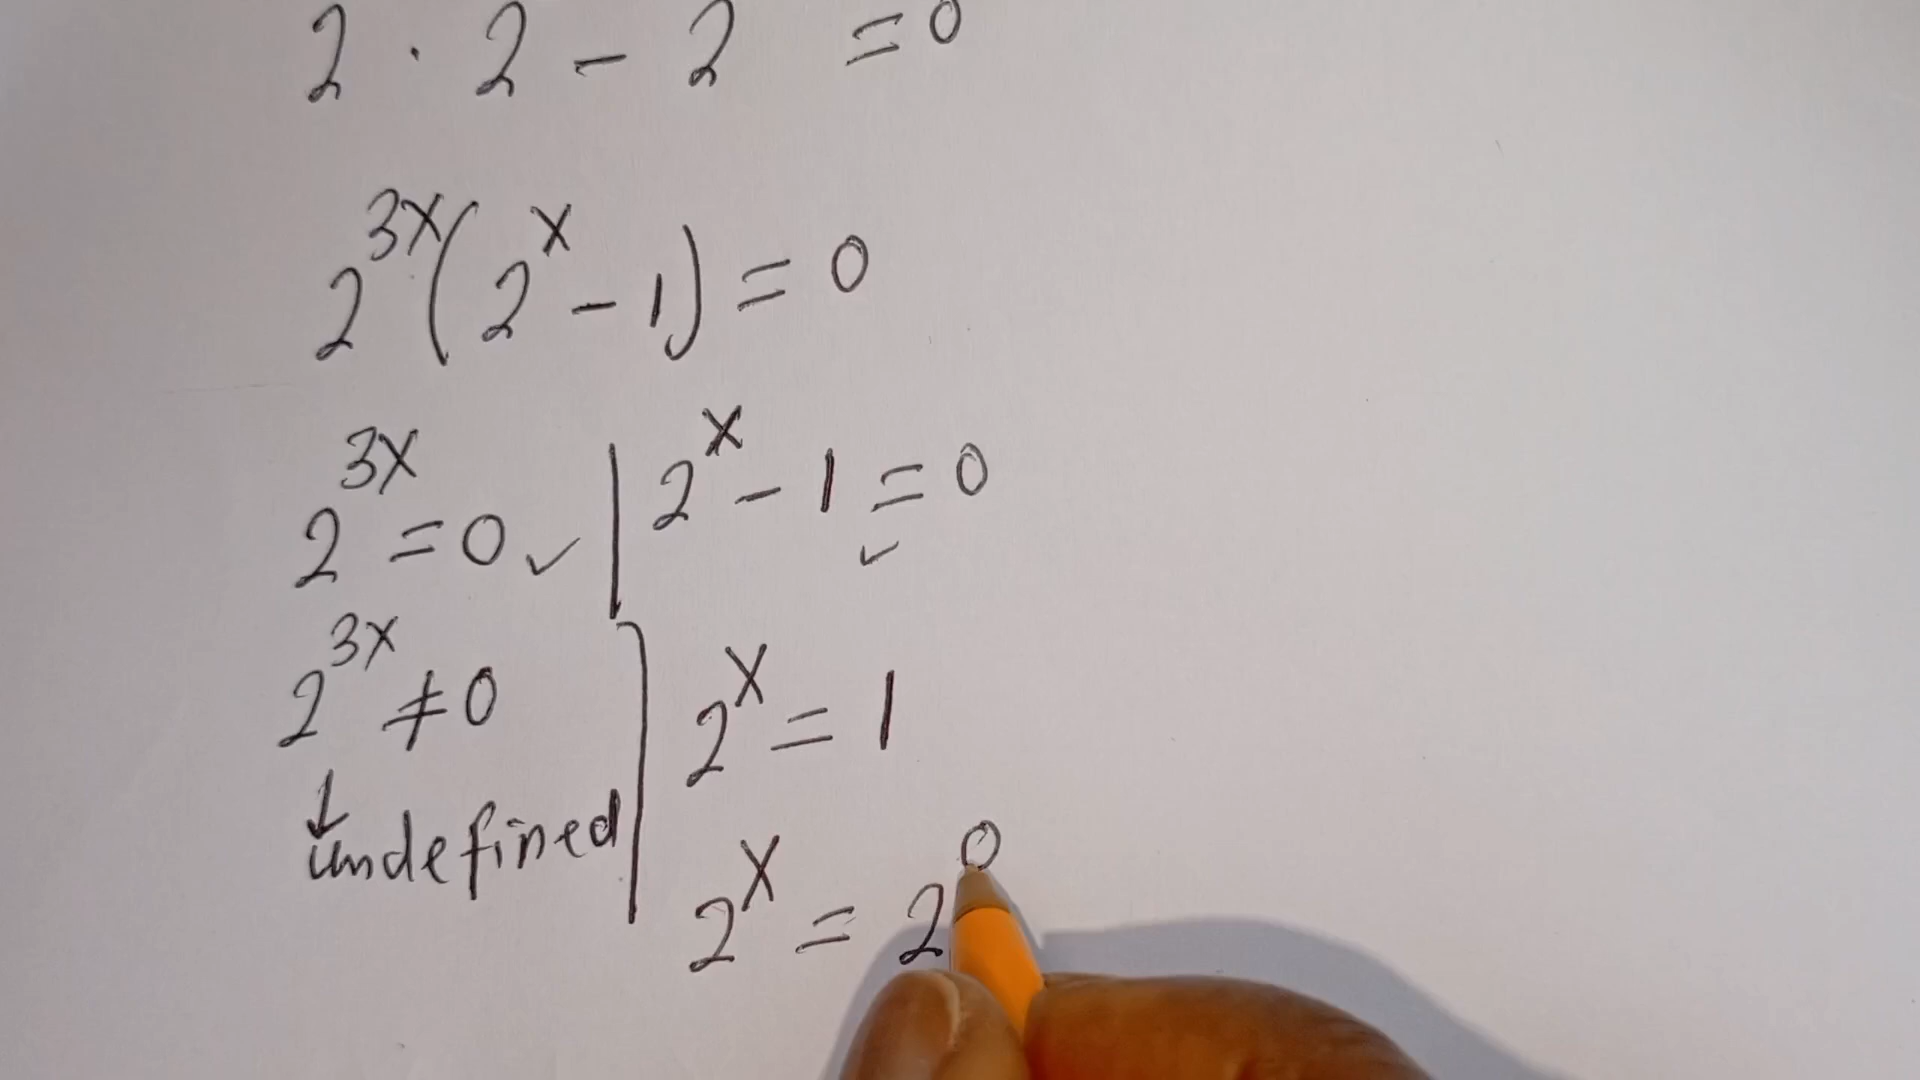 2 · 2 - 2 = 0
2^{3x}(2^x - 1) = 0
2^{3x} = 0 ✓ | 2^x - 1 = 0 ✓
2^{3x} ≠ 0
↓
undefined
2^x = 1
2^x = 2^0